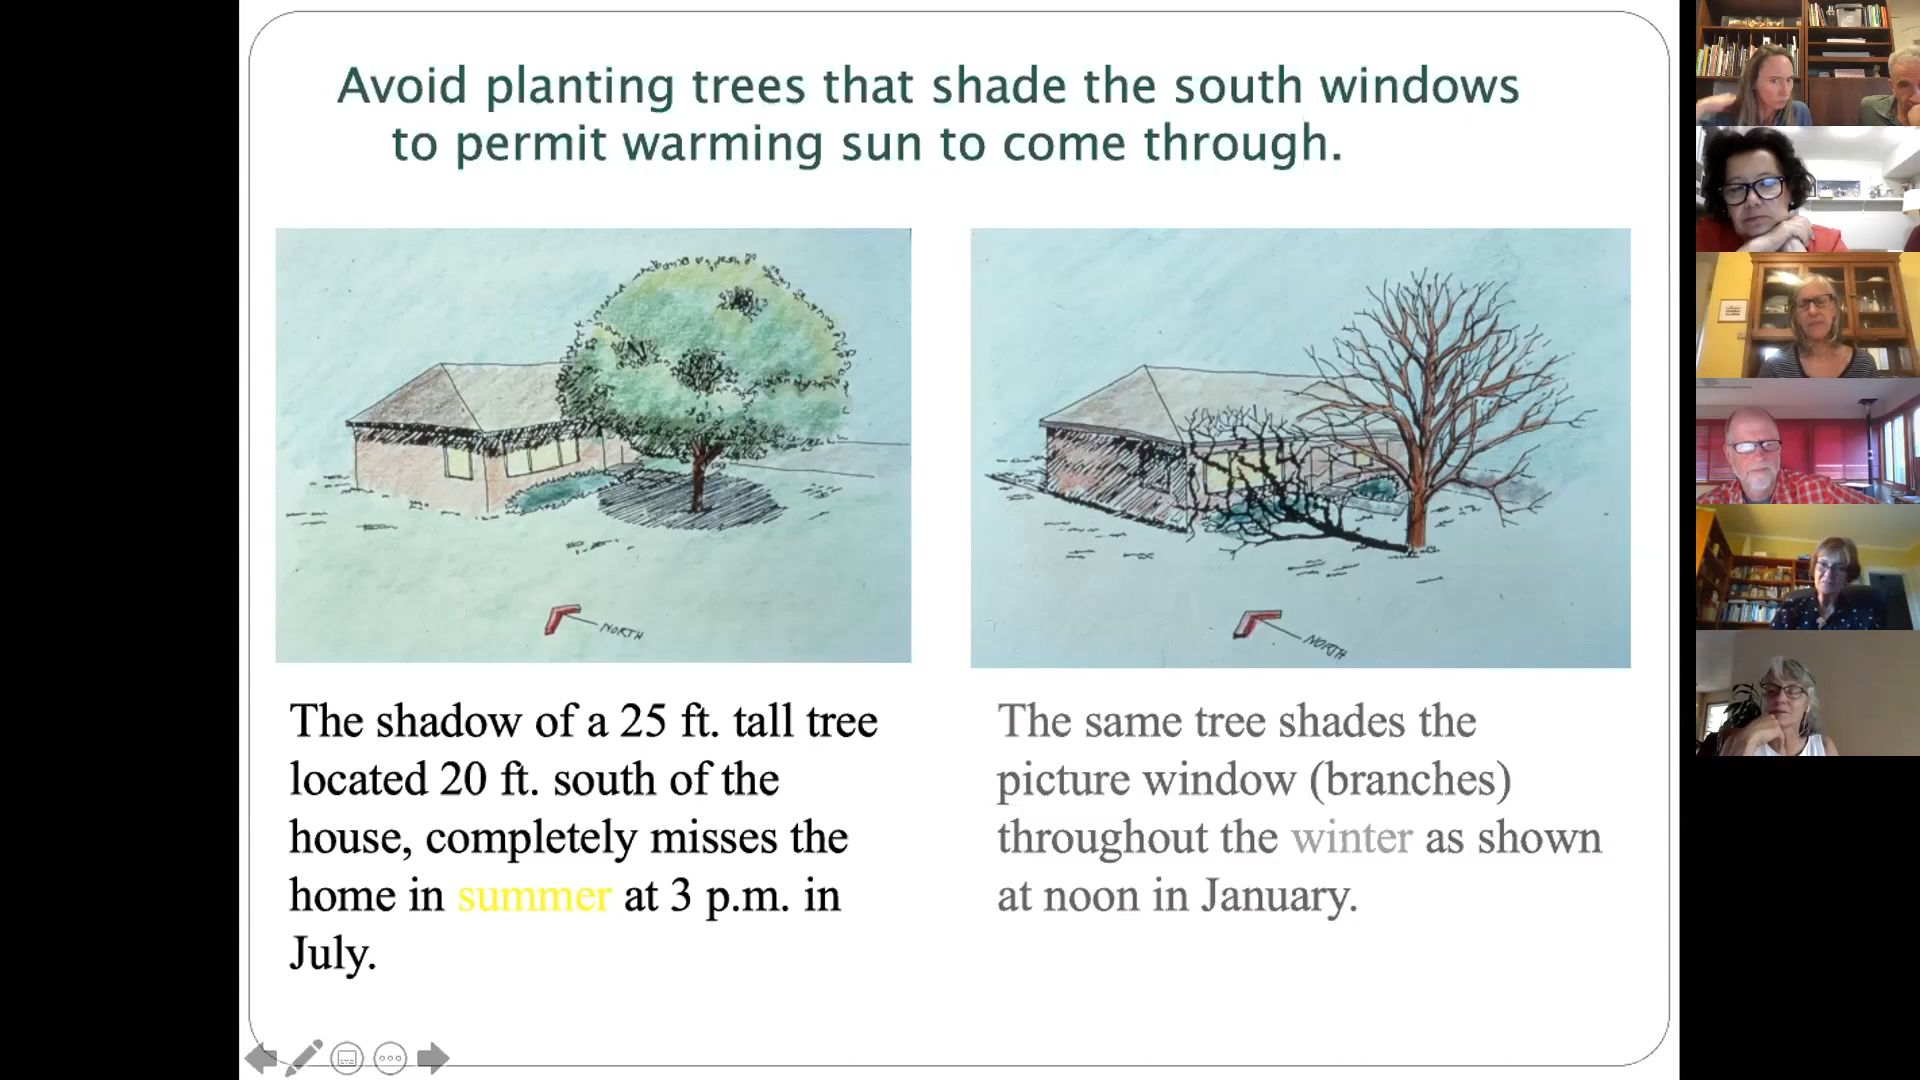 Avoid planting trees that shade the south windows
to permit warming sun to come through.
NORTH
NORTH
The shadow of a 25 ft. tall tree
located 20 ft. south of the
house, completely misses the
home in summer at 3 p.m. in
July.
The same tree shades the
picture window (branches)
throughout the winter as shown
at noon in January.